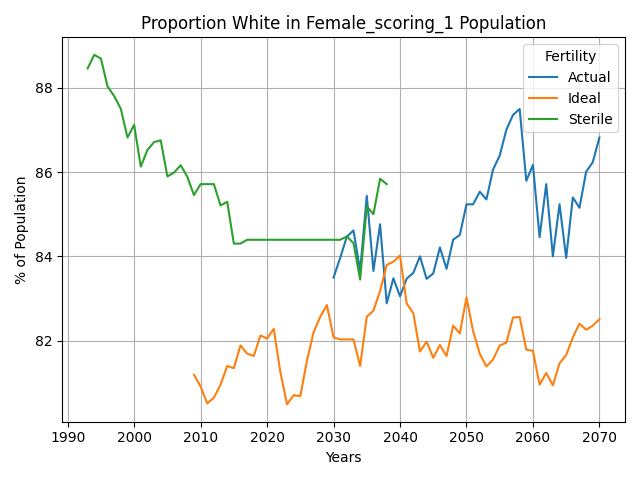 Proportion White in Female_scoring_1 Population
% of Population
88
86
84
82
Fertility
Actual
Ideal
Sterile
1990 2000 2010 2020 2030 2040 2050 2060 2070
Years